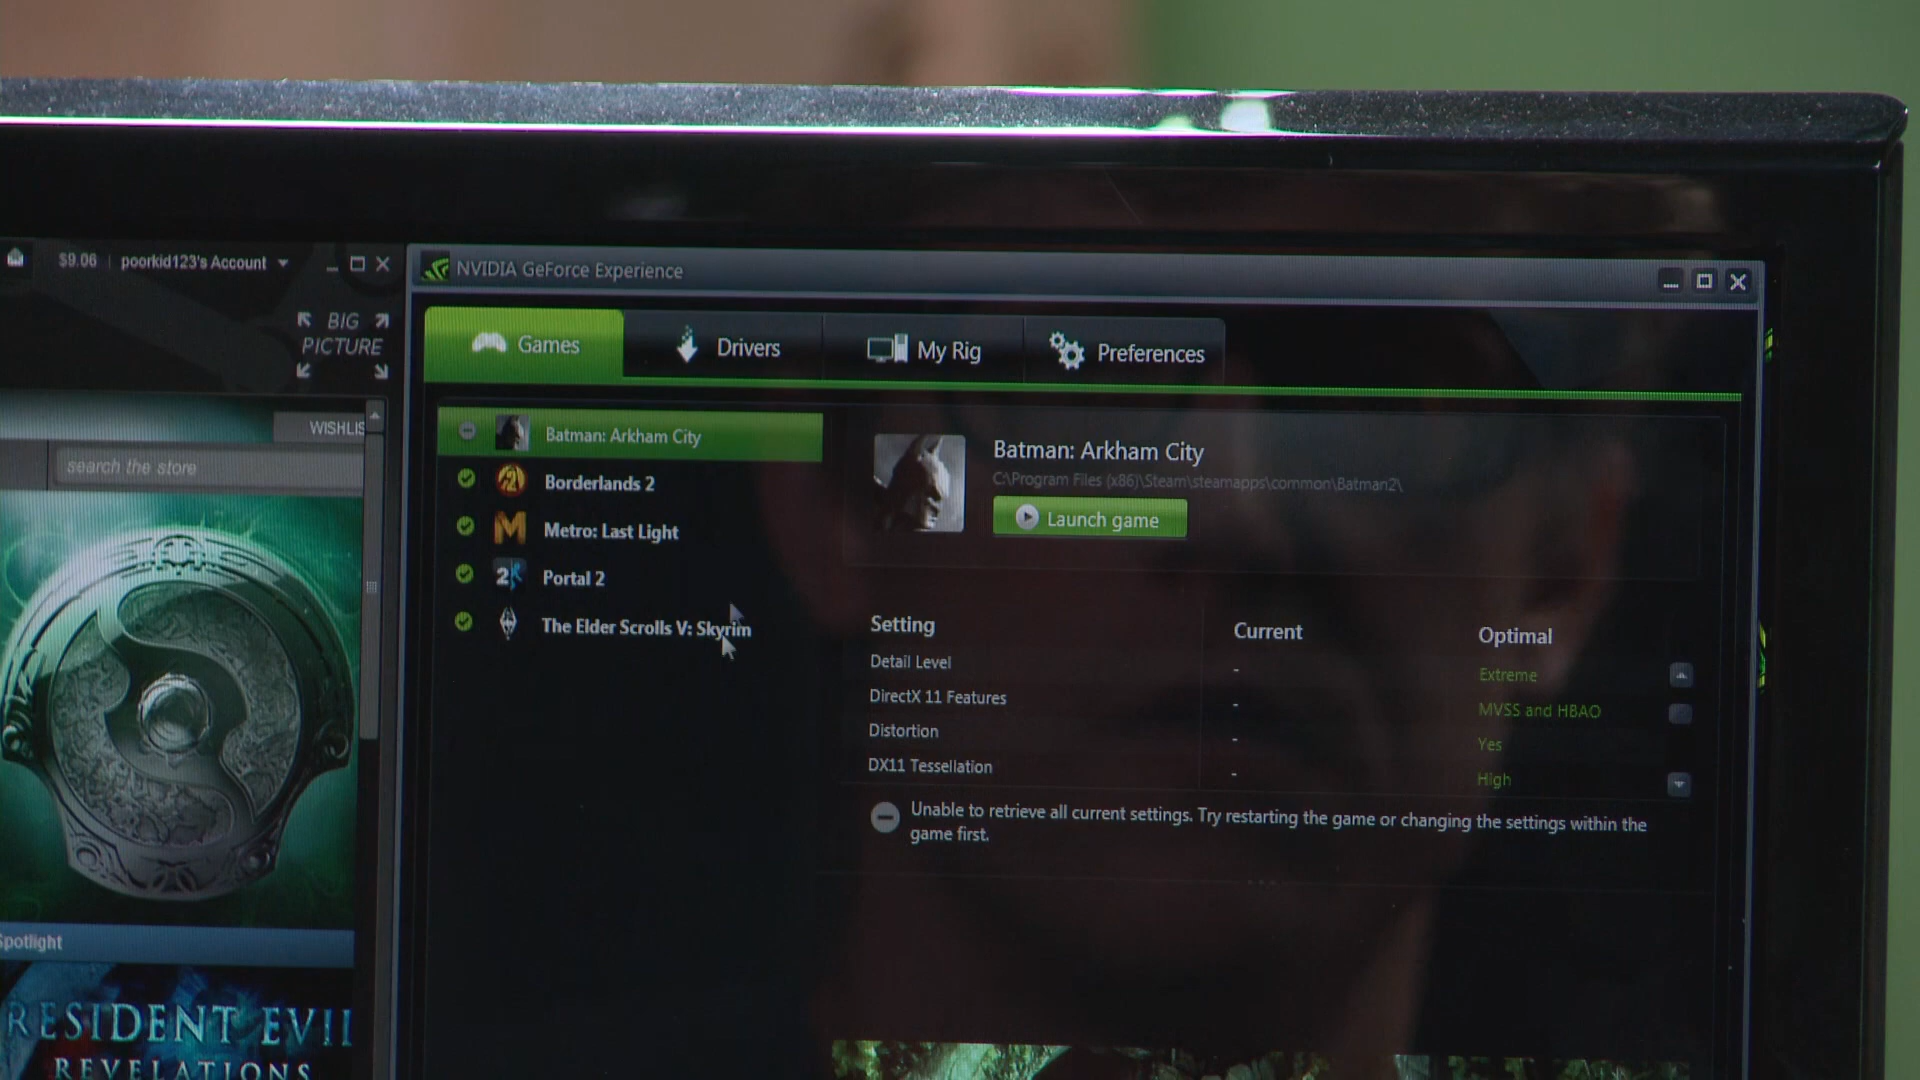 $9.06
poorkid123's Account
BIG
PICTURE
search the store
Spotlight
RESIDENT EVIL
REVELATIONS
NVIDIA GeForce Experience
Games
Drivers
My Rig
Preferences
Batman: Arkham City
Borderlands 2
Metro: Last Light
2 Portal 2
The Elder Scrolls V: Skyrim
Batman: Arkham City
C:\Program Files (x86)\Steam\steamapps\common\Batman2\
Launch game
Setting Current Optimal
Detail Level - Extreme
DirectX 11 Features - MVSS and HBAO
Distortion - Yes
DX11 Tessellation - High
Unable to retrieve all current settings. Try restarting the game or changing the settings within the
game first.